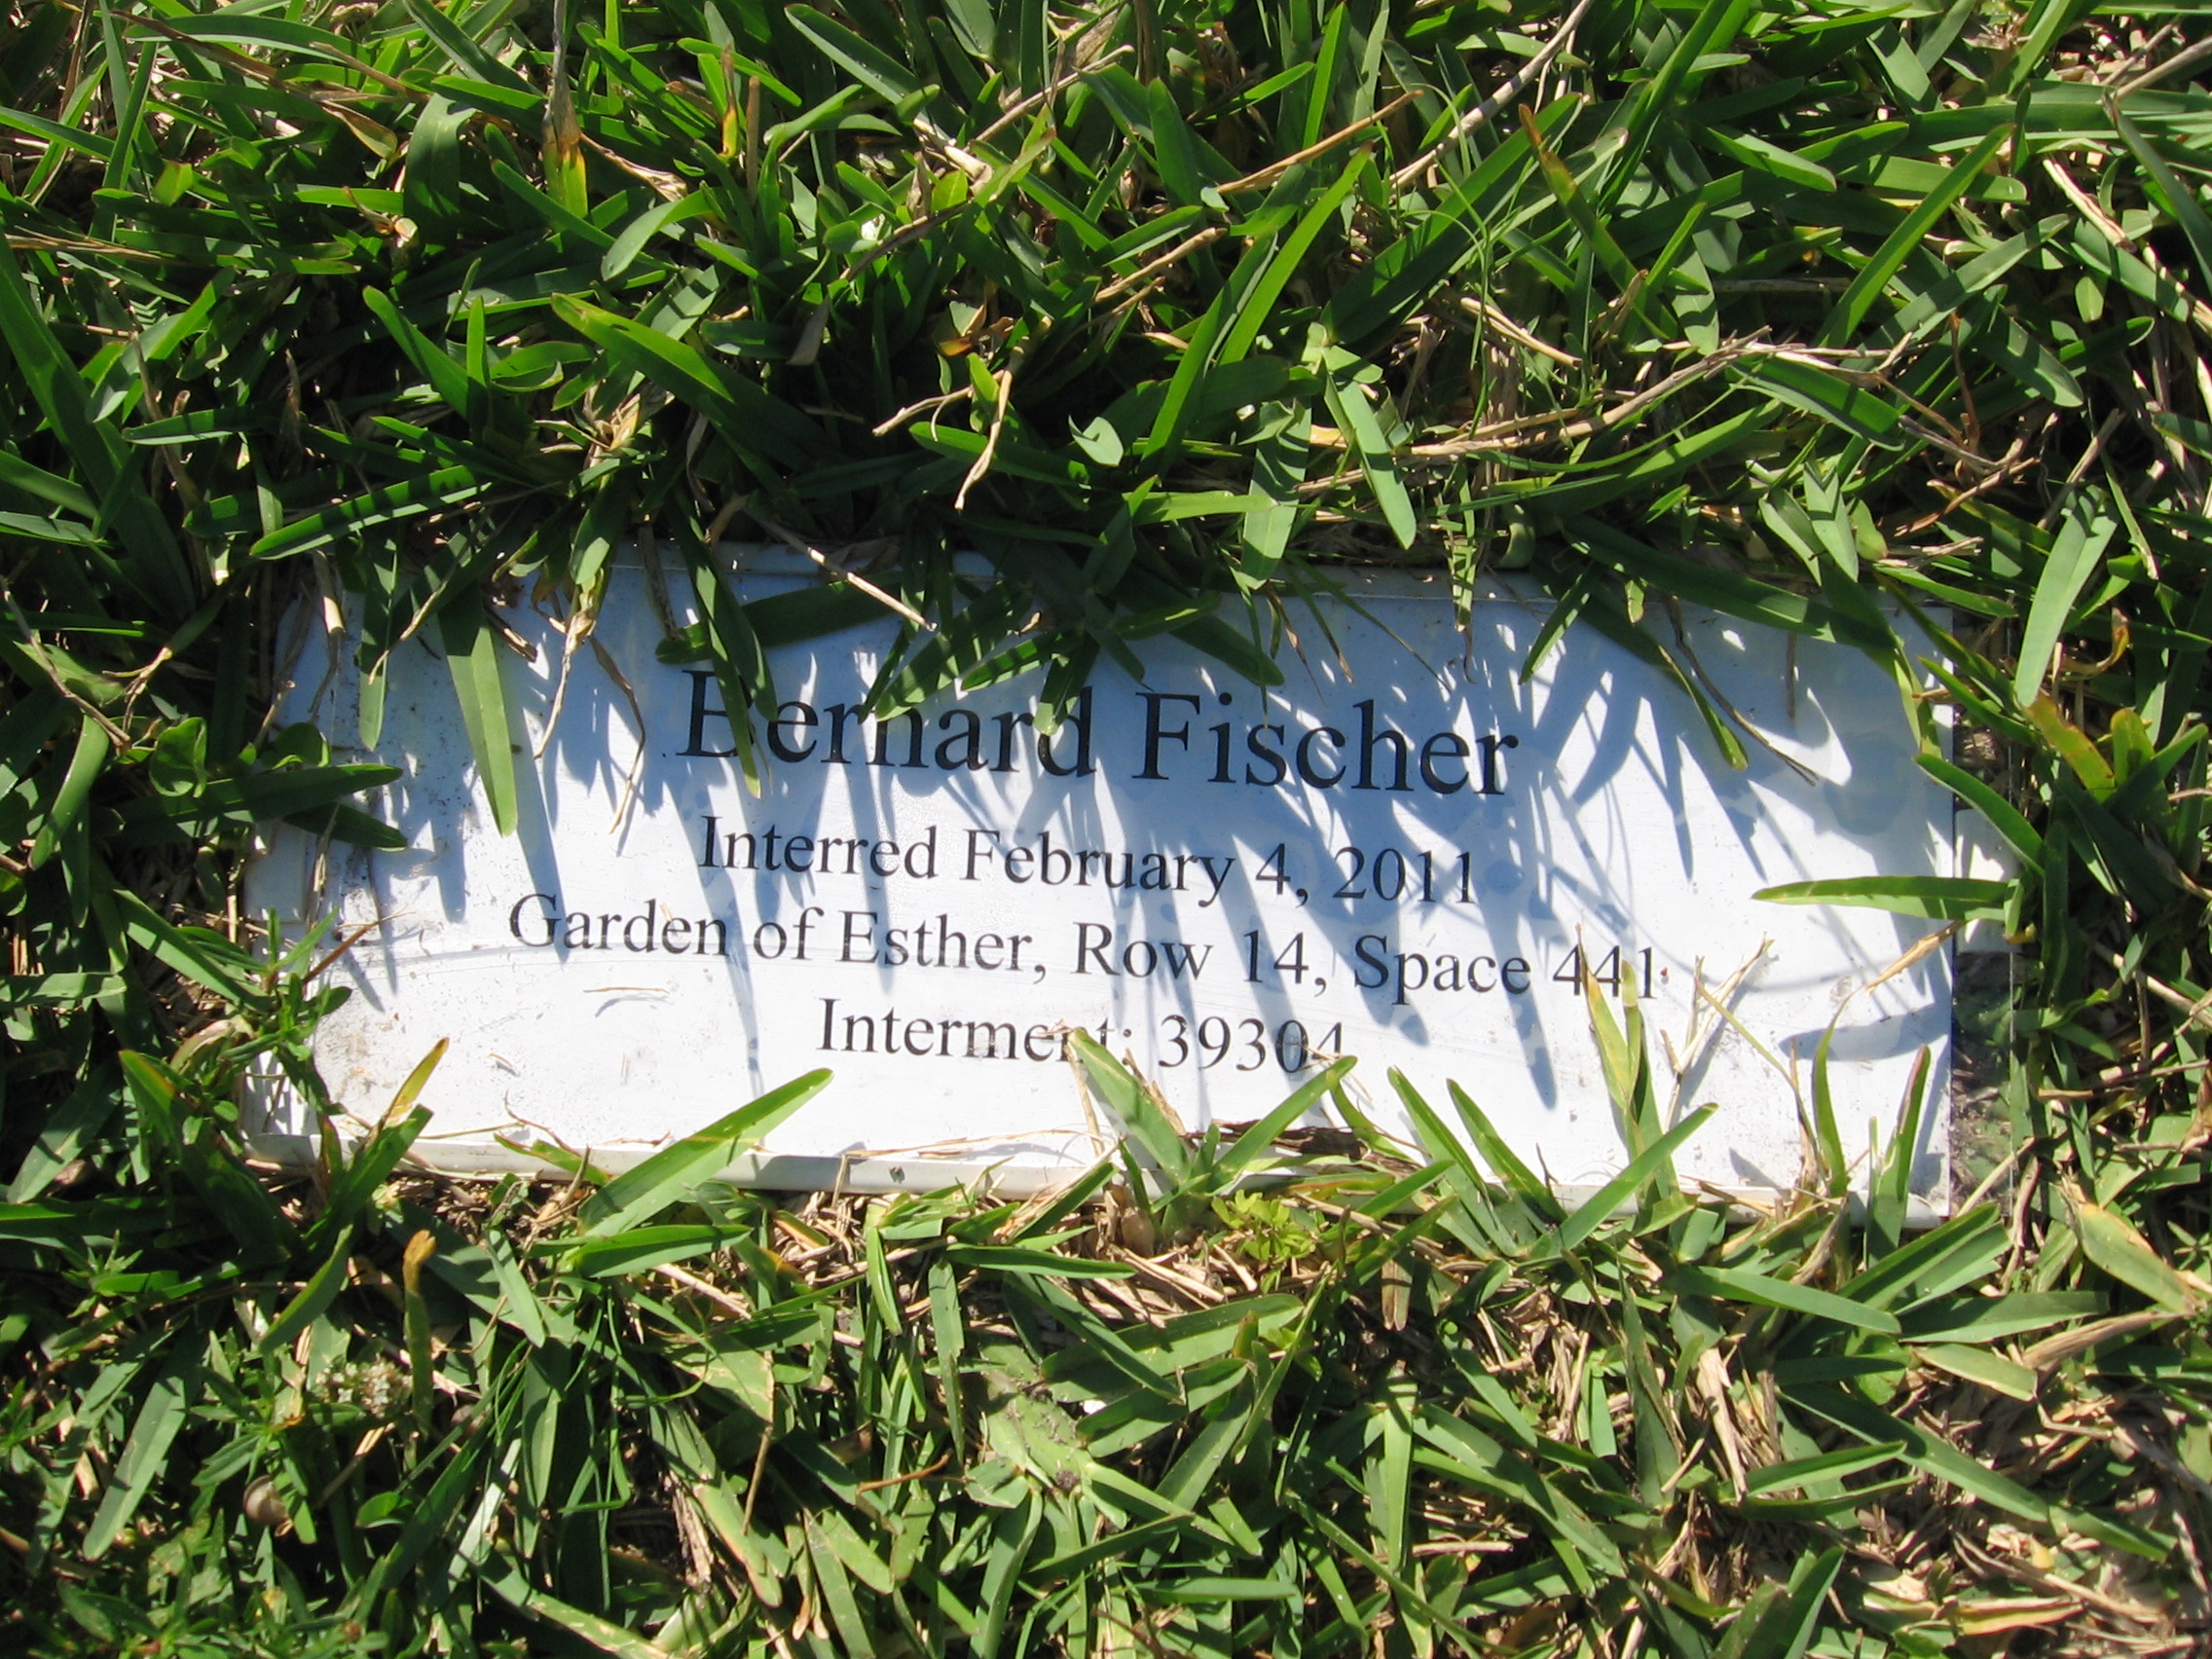 Bernard Fischer
Interred February 4, 2011
Garden of Esther, Row 14, Space 441
Interment: 39304